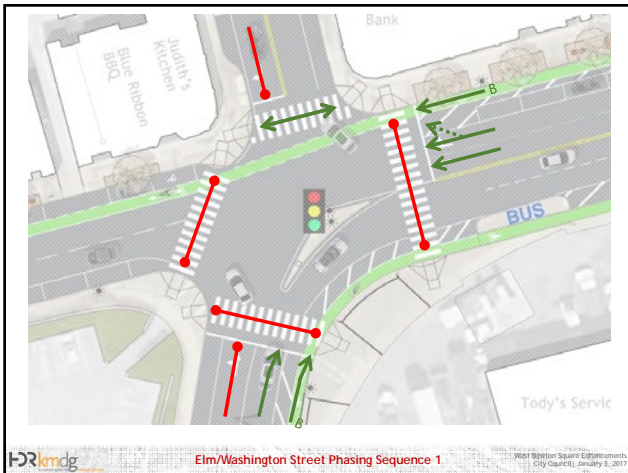 Bank
Judith's
Kitchen
Blue Ribbon
BBQ
B
BUS
B
Tody's Servic
HDR kmdg
Elm/Washington Street Phasing Sequence 1
West Newton Square Enhancements
City Council| January 3, 2017